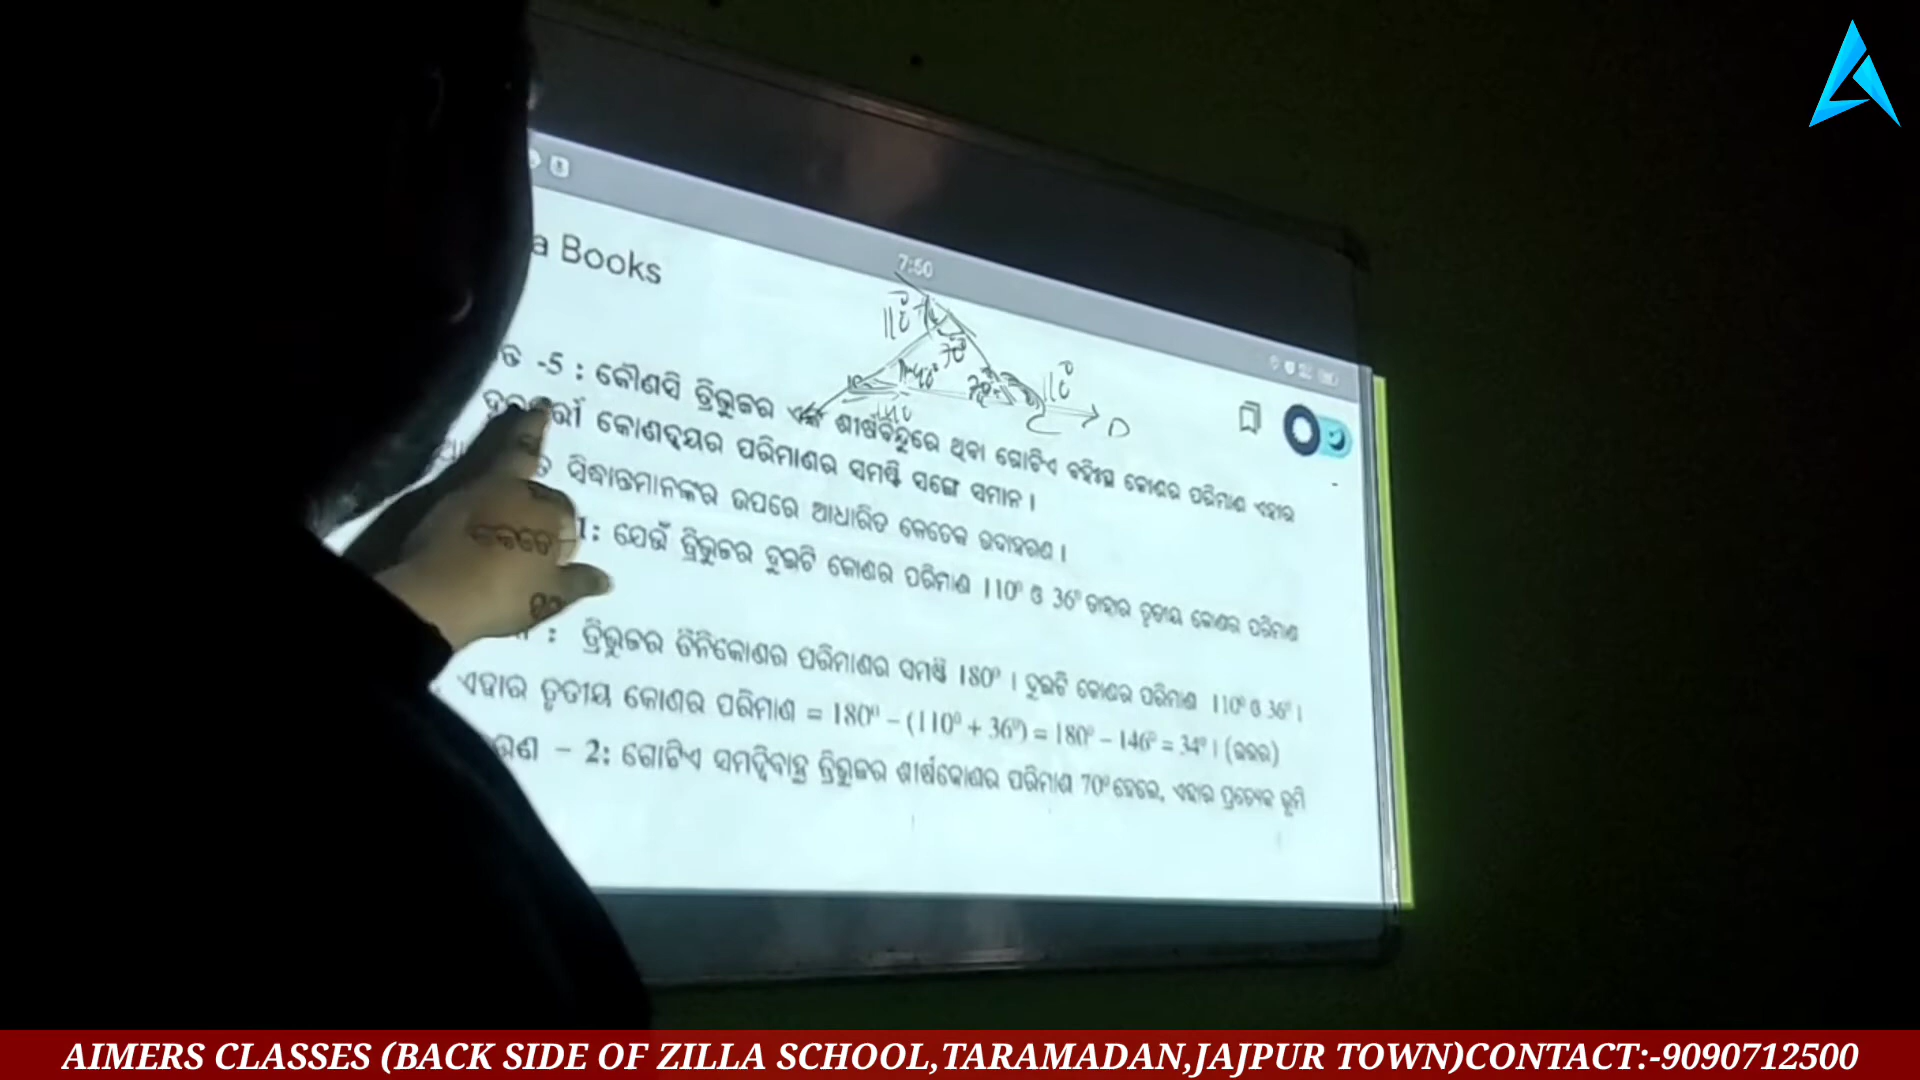 Books
7:50
110°
70°
40°
70°
110°
140
C
D
-5 : କୌଣସି ତ୍ରିଭୁଜର ଏକ ଶୀର୍ଷବିନ୍ଦୁରେ ଥିବା ଗୋଟିଏ ବହିଃସ୍ଥ କୋଣର ପରିମାଣ ଏହାର
କୋଣଦ୍ୱୟର ପରିମାଣର ସମଷ୍ଟି ସଙ୍ଗେ ସମାନ ।
ସିଦ୍ଧାନ୍ତମାନଙ୍କର ଉପରେ ଆଧାରିତ କେତେକ ଉଦାହରଣ ।
1: ଯେଉଁ ତ୍ରିଭୁଜର ଦୁଇଟି କୋଣର ପରିମାଣ 110° ଓ 36° ତାହାର ତୃତୀୟ କୋଣର ପରିମାଣ
: ତ୍ରିଭୁଜର ତିନିକୋଣର ପରିମାଣର ସମଷ୍ଟି 180° । ଦୁଇଟି କୋଣର ପରିମାଣ 110° ଓ 36° ।
ଏହାର ତୃତୀୟ କୋଣର ପରିମାଣ = 180° – (110° + 36°) = 180° – 146° = 34° । (ଉତ୍ତର)
– 2: ଗୋଟିଏ ସମଦ୍ୱିବାହୁ ତ୍ରିଭୁଜର ଶୀର୍ଷକୋଣର ପରିମାଣ 70° ହେଲେ, ଏହାର ପ୍ରତ୍ୟେକ ଭୂମି
AIMERS CLASSES (BACK SIDE OF ZILLA SCHOOL,TARAMADAN,JAJPUR TOWN)CONTACT:-9090712500